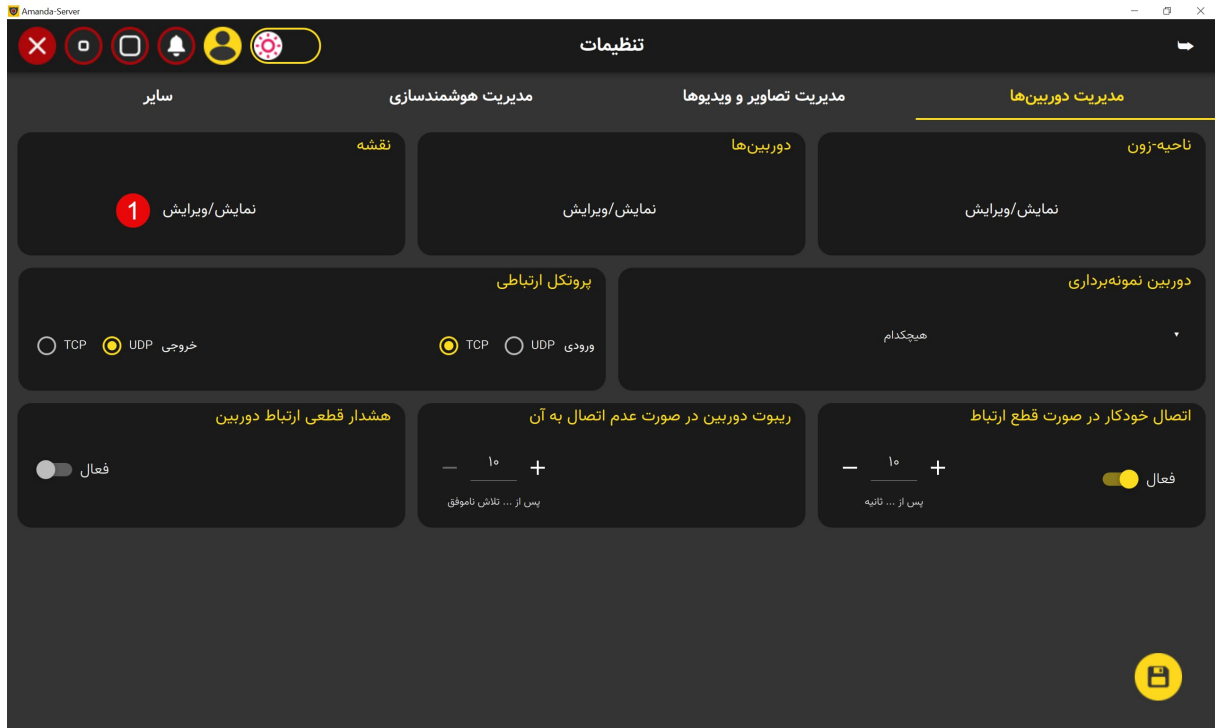 Amanda-Server
تنظیمات
مدیریت دوربین‌ها
مدیریت تصاویر و ویدیوها
مدیریت هوشمندسازی
سایر
ناحیه-زون
نمایش/ویرایش
دوربین‌ها
نمایش/ویرایش
نقشه
نمایش/ویرایش
1
دوربین نمونه‌برداری
هیچکدام
پروتکل ارتباطی
ورودی UDP TCP
خروجی UDP TCP
اتصال خودکار در صورت قطع ارتباط
فعال
+ ۱۰ −
پس از ... ثانیه
ریبوت دوربین در صورت عدم اتصال به آن
+ ۱۰ −
پس از ... تلاش ناموفق
هشدار قطعی ارتباط دوربین
فعال